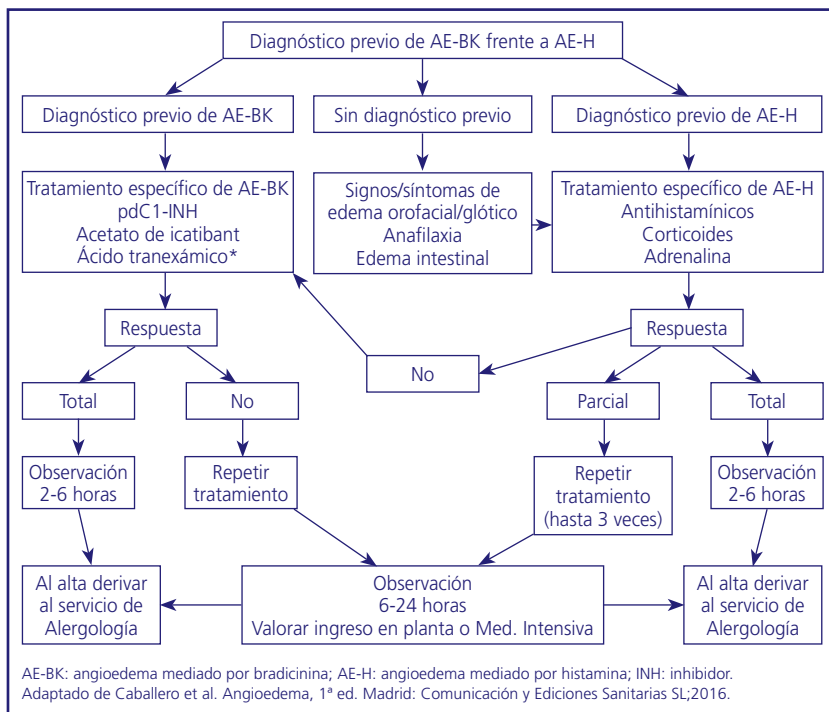 Diagnóstico previo de AE-BK frente a AE-H
Diagnóstico previo de AE-BK
Sin diagnóstico previo
Diagnóstico previo de AE-H
Tratamiento específico de AE-BK
pdC1-INH
Acetato de icatibant
Ácido tranexámico*
Signos/síntomas de
edema orofacial/glótico
Anafilaxia
Edema intestinal
Tratamiento específico de AE-H
Antihistamínicos
Corticoides
Adrenalina
Respuesta
Respuesta
No
Total
No
Parcial
Total
Observación
2-6 horas
Repetir
tratamiento
Repetir
tratamiento
(hasta 3 veces)
Observación
2-6 horas
Al alta derivar
al servicio de
Alergología
Observación
6-24 horas
Valorar ingreso en planta o Med. Intensiva
Al alta derivar
al servicio de
Alergología
AE-BK: angioedema mediado por bradicinina; AE-H: angioedema mediado por histamina; INH: inhibidor.
Adaptado de Caballero et al. Angioedema, 1ª ed. Madrid: Comunicación y Ediciones Sanitarias SL;2016.